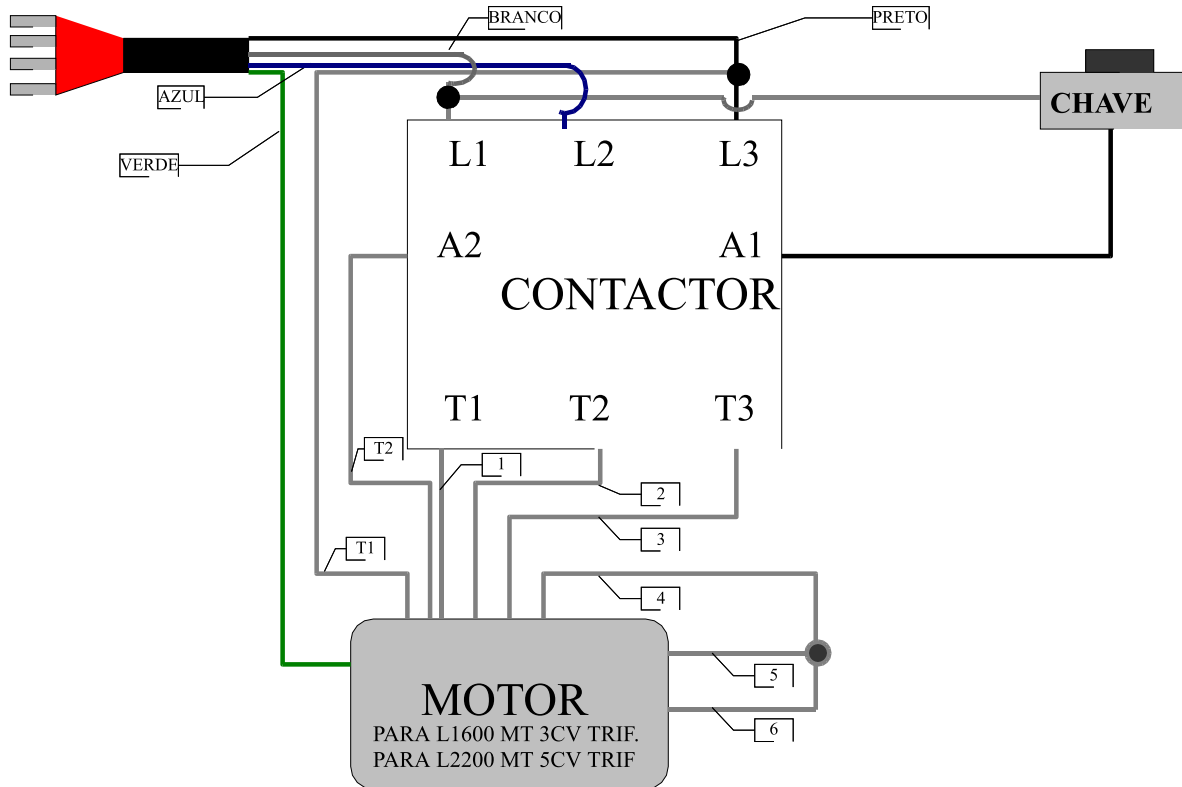 BRANCO
PRETO
AZUL
CHAVE
VERDE
L1 L2 L3
A2 A1
CONTACTOR
T1 T2 T3
T2
1
2
3
T1
4
5
6
MOTOR
PARA L1600 MT 3CV TRIF.
PARA L2200 MT 5CV TRIF